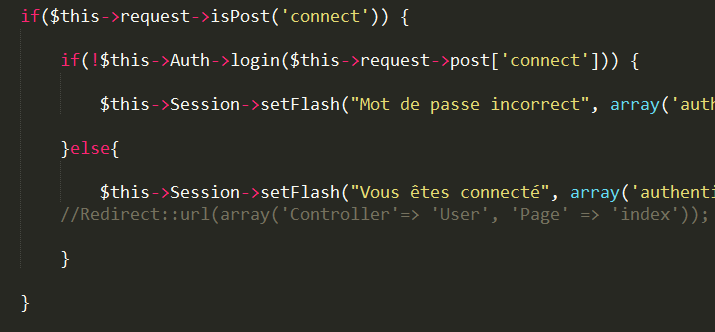 if($this->request->isPost('connect')) {
if(!$this->Auth->login($this->request->post['connect'])) {
$this->Session->setFlash("Mot de passe incorrect", array('auth
}else{
$this->Session->setFlash("Vous êtes connecté", array('authenti
//Redirect::url(array('Controller'=> 'User', 'Page' => 'index'));
}
}